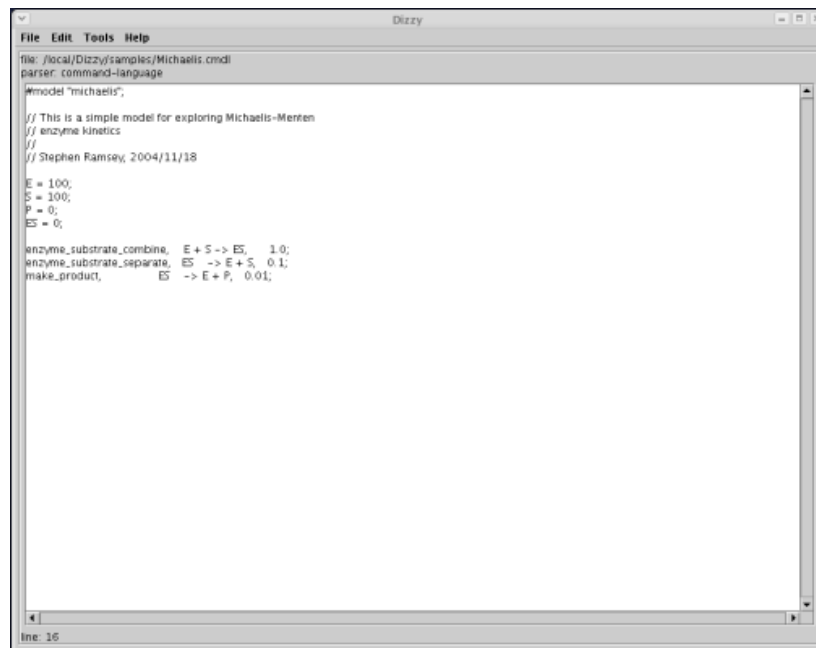 Dizzy
File Edit Tools Help
file: /local/Dizzy/samples/Michaelis.cmdl
parser: command-language
#model "michaelis";
// This is a simple model for exploring Michaelis-Menten
// enzyme kinetics
//
// Stephen Ramsey, 2004/11/18
E = 100;
S = 100;
P = 0;
ES = 0;
enzyme_substrate_combine, E + S -> ES, 1.0;
enzyme_substrate_separate, ES -> E + S, 0.1;
make_product, ES -> E + P, 0.01;
line: 16